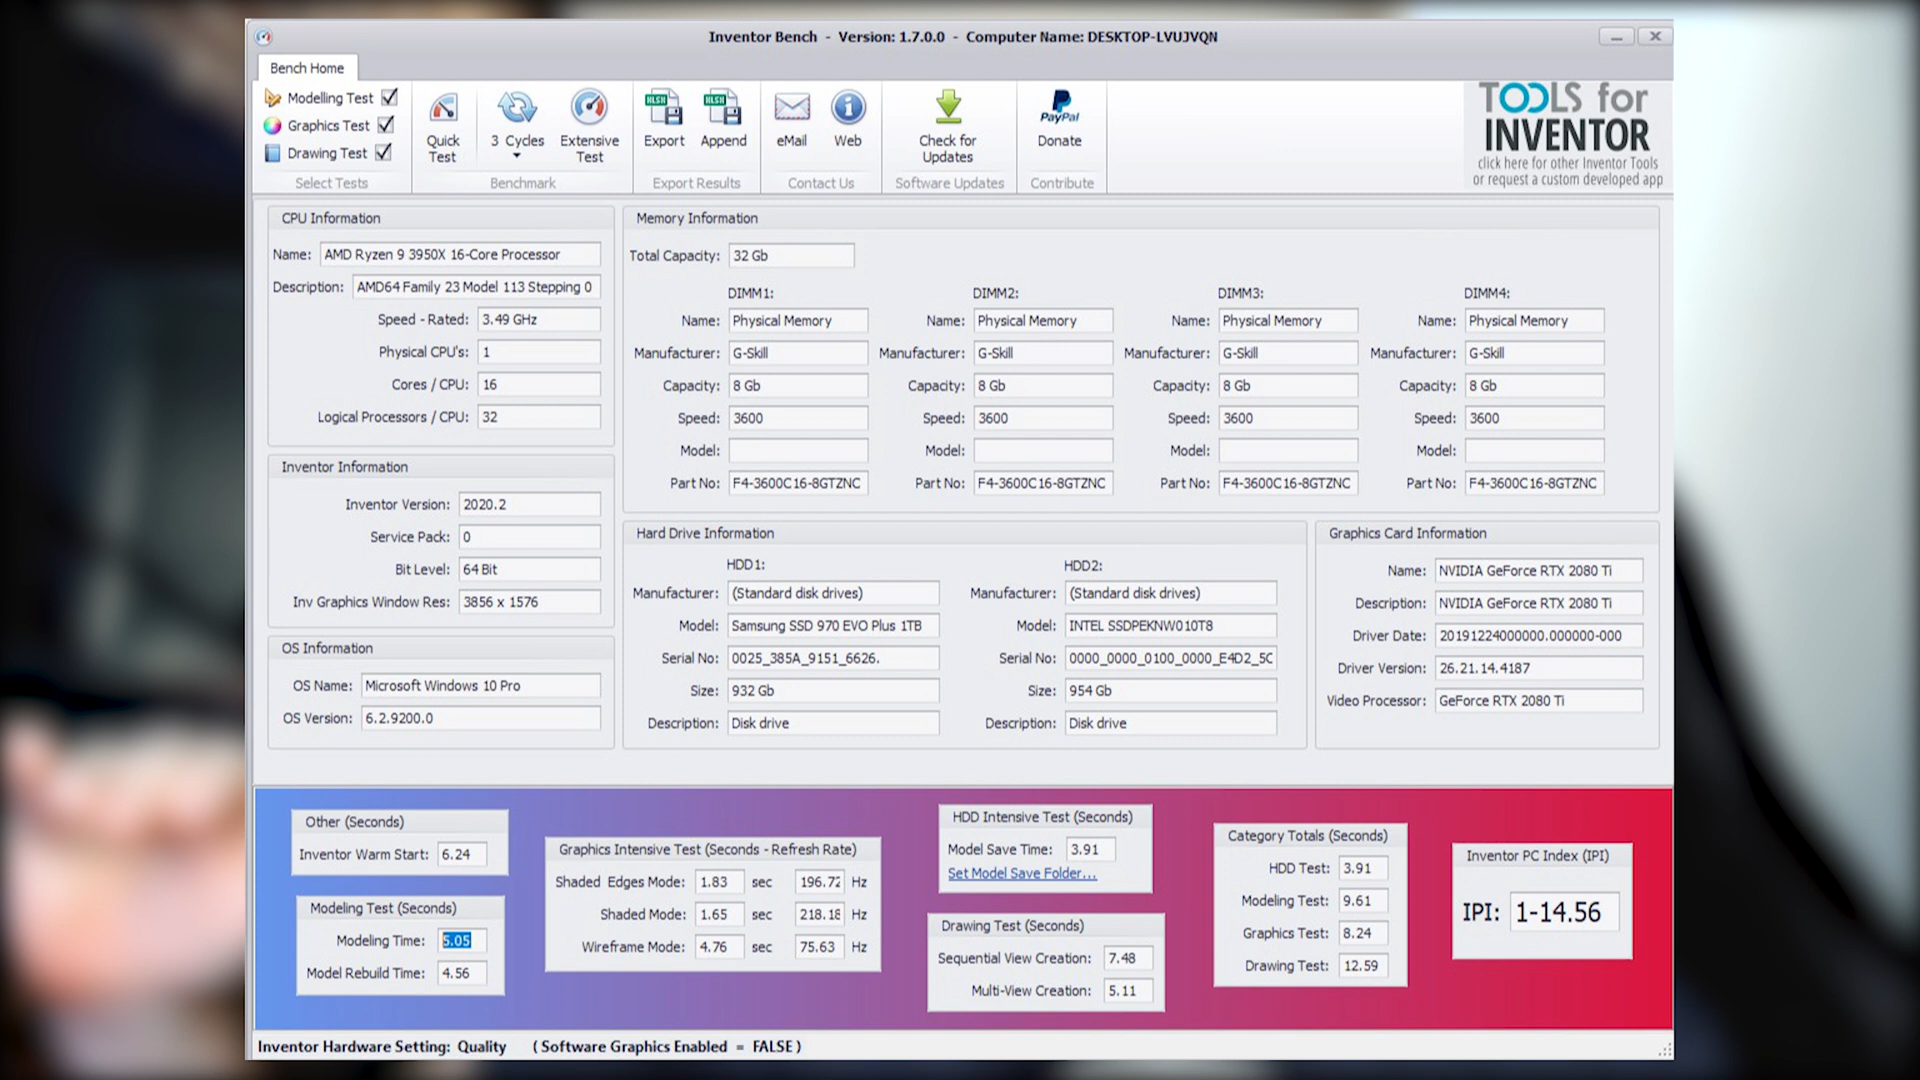 Inventor Bench - Version: 1.7.0.0 - Computer Name: DESKTOP-LVUJVQN
Bench Home
Modelling Test
Graphics Test
Drawing Test
Select Tests
Quick Test
3 Cycles
Extensive Test
Benchmark
XLSX
Export
XLSX
Append
Export Results
eMail
Web
Contact Us
Check for Updates
Software Updates
PayPal
Donate
Contribute
TOOLS for
INVENTOR
click here for other Inventor Tools
or request a custom developed app
CPU Information
Name: AMD Ryzen 9 3950X 16-Core Processor
Description: AMD64 Family 23 Model 113 Stepping 0
Speed - Rated: 3.49 GHz
Physical CPU's: 1
Cores / CPU: 16
Logical Processors / CPU: 32
Inventor Information
Inventor Version: 2020.2
Service Pack: 0
Bit Level: 64 Bit
Inv Graphics Window Res: 3856 x 1576
OS Information
OS Name: Microsoft Windows 10 Pro
OS Version: 6.2.9200.0
Memory Information
Total Capacity: 32 Gb
DIMM1: DIMM2: DIMM3: DIMM4:
Name: Physical Memory Name: Physical Memory Name: Physical Memory Name: Physical Memory
Manufacturer: G-Skill Manufacturer: G-Skill Manufacturer: G-Skill Manufacturer: G-Skill
Capacity: 8 Gb Capacity: 8 Gb Capacity: 8 Gb Capacity: 8 Gb
Speed: 3600 Speed: 3600 Speed: 3600 Speed: 3600
Model: Model: Model: Model:
Part No: F4-3600C16-8GTZNC Part No: F4-3600C16-8GTZNC Part No: F4-3600C16-8GTZNC Part No: F4-3600C16-8GTZNC
Hard Drive Information
HDD1: HDD2:
Manufacturer: (Standard disk drives) Manufacturer: (Standard disk drives)
Model: Samsung SSD 970 EVO Plus 1TB Model: INTEL SSDPEKNW010T8
Serial No: 0025_385A_9151_6626. Serial No: 0000_0000_0100_0000_E4D2_5C
Size: 932 Gb Size: 954 Gb
Description: Disk drive Description: Disk drive
Graphics Card Information
Name: NVIDIA GeForce RTX 2080 Ti
Description: NVIDIA GeForce RTX 2080 Ti
Driver Date: 20191224000000.000000-000
Driver Version: 26.21.14.4187
Video Processor: GeForce RTX 2080 Ti
Other (Seconds)
Inventor Warm Start: 6.24
Modeling Test (Seconds)
Modeling Time: 5.05
Model Rebuild Time: 4.56
Graphics Intensive Test (Seconds - Refresh Rate)
Shaded Edges Mode: 1.83 sec 196.72 Hz
Shaded Mode: 1.65 sec 218.18 Hz
Wireframe Mode: 4.76 sec 75.63 Hz
HDD Intensive Test (Seconds)
Model Save Time: 3.91
Set Model Save Folder...
Drawing Test (Seconds)
Sequential View Creation: 7.48
Multi-View Creation: 5.11
Category Totals (Seconds)
HDD Test: 3.91
Modeling Test: 9.61
Graphics Test: 8.24
Drawing Test: 12.59
Inventor PC Index (IPI)
IPI: 1-14.56
Inventor Hardware Setting: Quality ( Software Graphics Enabled = FALSE )